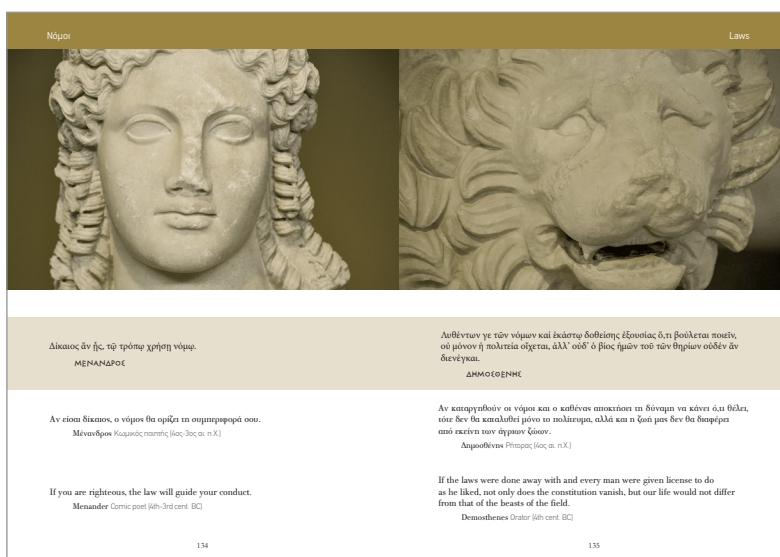 Νόμοι
Laws
Δίκαιος ἄν ᾖς, τῷ τρόπῳ χρήσῃ νόμῳ.
ΜΕΝΑΝΔΡΟΣ
Αν είσαι δίκαιος, ο νόμος θα ορίζει τη συμπεριφορά σου.
Μένανδρος Κωμικός ποιητής (4ος-3ος αι. π.Χ.)
If you are righteous, the law will guide your conduct.
Menander Comic poet (4th-3rd cent. BC)
134
Λυθέντων γε τῶν νόμων καί ἑκάστῳ δοθείσης ἐξουσίας ὅ,τι βούλεται ποιεῖν,
οὐ μόνον ἡ πολιτεία οἴχεται, ἀλλ’ οὐδ’ ὁ βίος ἡμῶν τοῦ τῶν θηρίων οὐδέν ἄν
διενέγκαι.
ΔΗΜΟΣΘΕΝΗΣ
Αν καταργηθούν οι νόμοι και ο καθένας αποκτήσει τη δύναμη να κάνει ό,τι θέλει,
τότε δεν θα καταλυθεί μόνο το πολίτευμα, αλλά και η ζωή μας δεν θα διαφέρει
από εκείνη των άγριων ζώων.
Δημοσθένης Ρήτορας (4ος αι. π.Χ.)
If the laws were done away with and every man were given license to do
as he liked, not only does the constitution vanish, but our life would not differ
from that of the beasts of the field.
Demosthenes Orator (4th cent. BC)
135